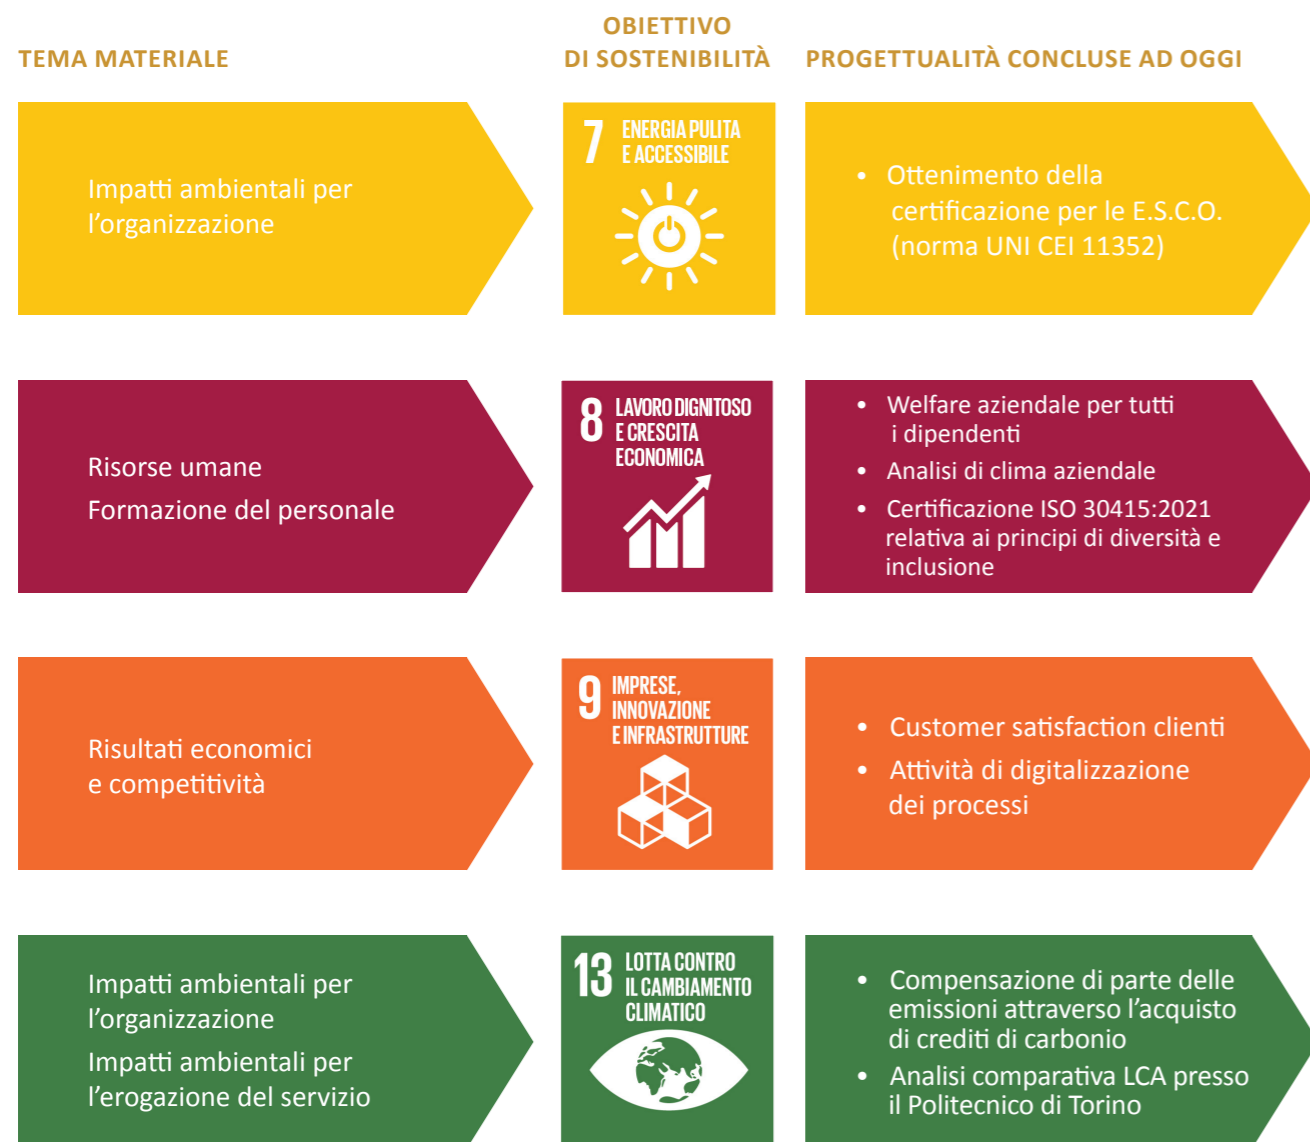 TEMA MATERIALE
OBIETTIVO
DI SOSTENIBILITÀ
PROGETTUALITÀ CONCLUSE AD OGGI
Impatti ambientali per
l’organizzazione
7 ENERGIA PULITA
E ACCESSIBILE
• Ottenimento della
certificazione per le E.S.C.O.
(norma UNI CEI 11352)
Risorse umane
Formazione del personale
8 LAVORO DIGNITOSO
E CRESCITA
ECONOMICA
• Welfare aziendale per tutti
i dipendenti
• Analisi di clima aziendale
• Certificazione ISO 30415:2021
relativa ai principi di diversità e
inclusione
Risultati economici
e competitività
9 IMPRESE,
INNOVAZIONE
E INFRASTRUTTURE
• Customer satisfaction clienti
• Attività di digitalizzazione
dei processi
Impatti ambientali per
l’organizzazione
Impatti ambientali per
l’erogazione del servizio
13 LOTTA CONTRO
IL CAMBIAMENTO
CLIMATICO
• Compensazione di parte delle
emissioni attraverso l’acquisto
di crediti di carbonio
• Analisi comparativa LCA presso
il Politecnico di Torino